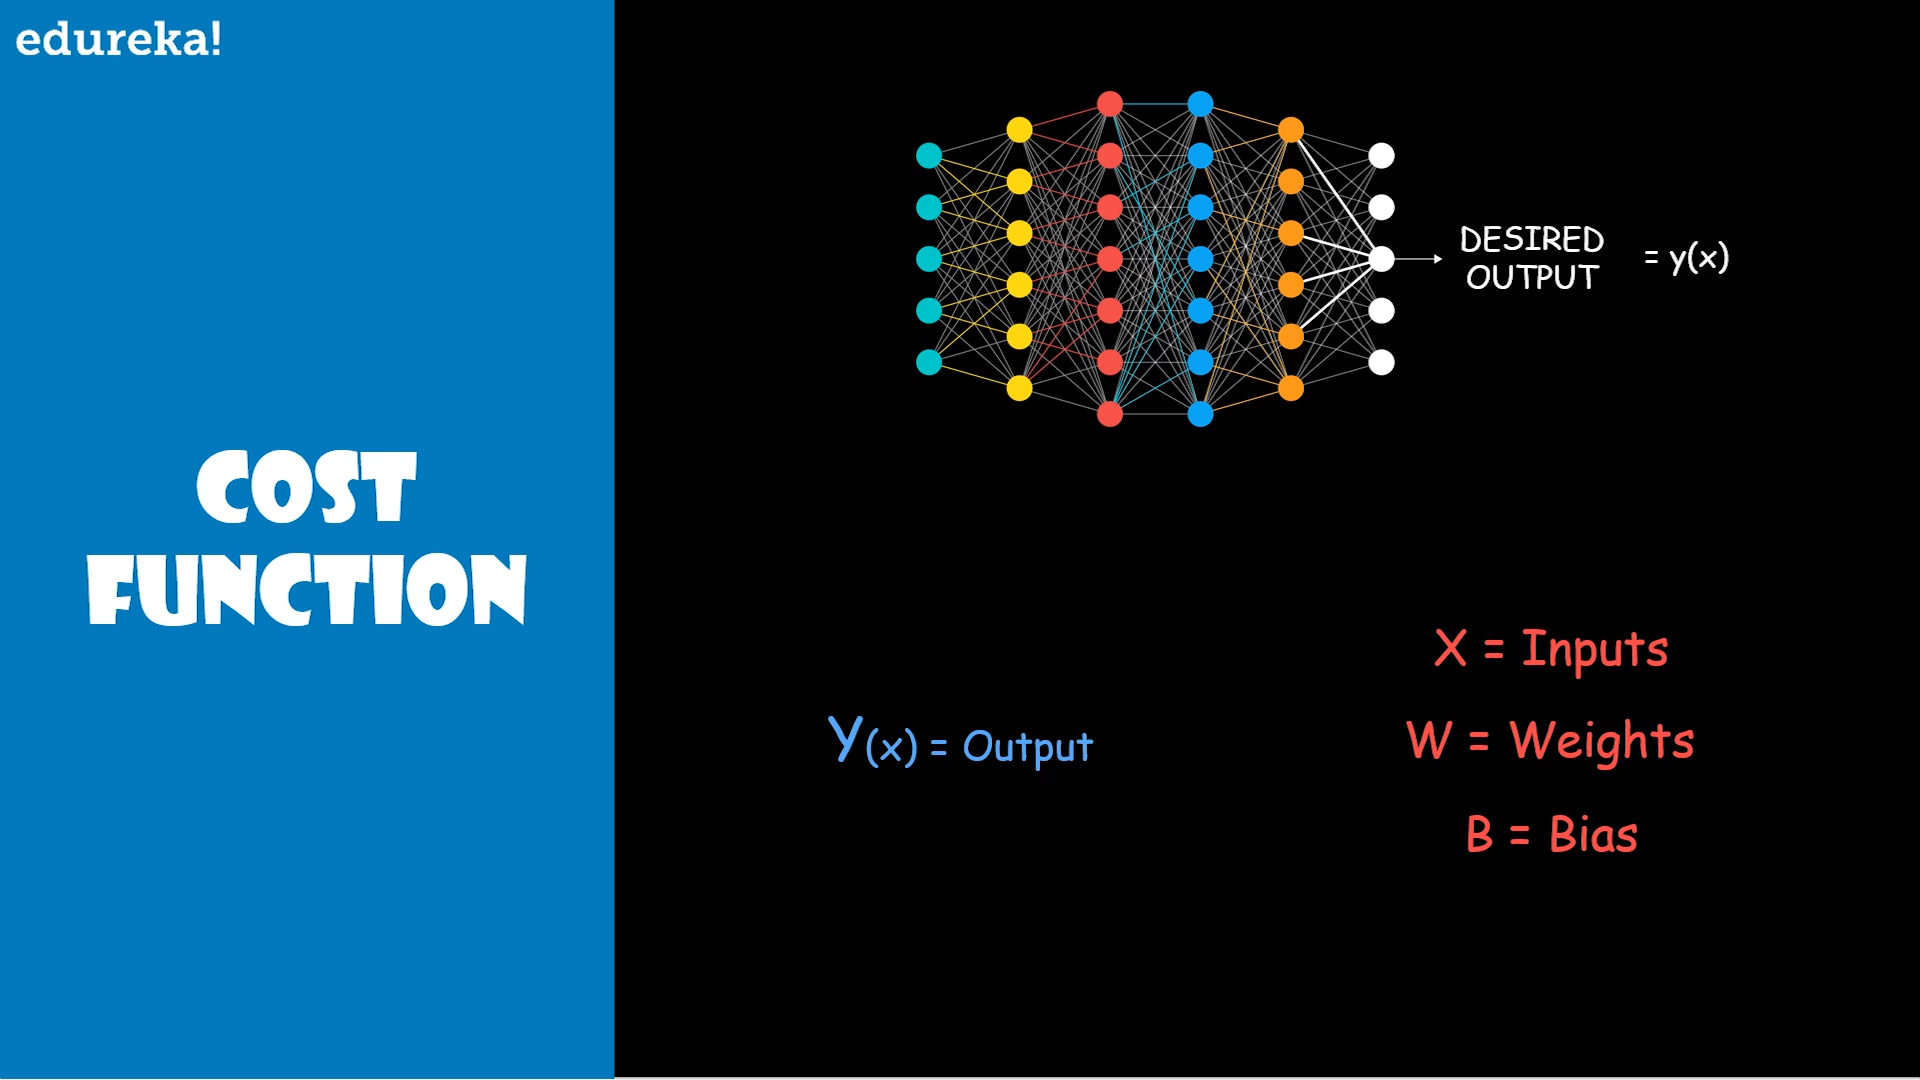 edureka!
COST
FUNCTION
DESIRED
OUTPUT
= y(x)
Y(x) = Output
X = Inputs
W = Weights
B = Bias